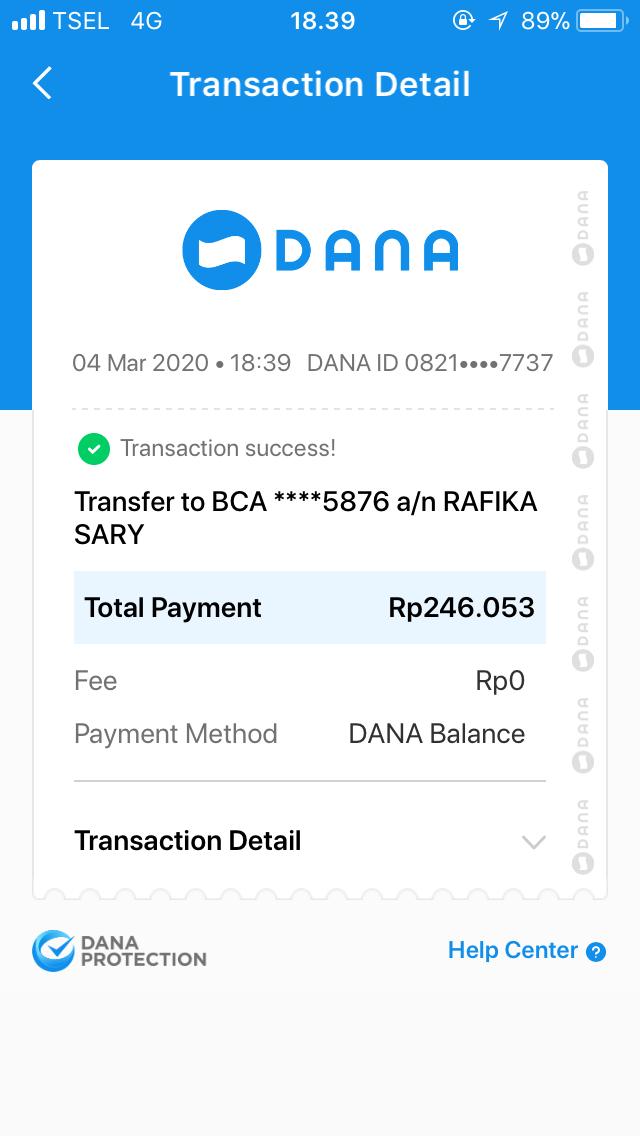 TSEL 4G 18.39 89%
Transaction Detail
DANA
04 Mar 2020 • 18:39 DANA ID 0821••••7737
Transaction success!
Transfer to BCA ****5876 a/n RAFIKA
SARY
Total Payment Rp246.053
Fee Rp0
Payment Method DANA Balance
Transaction Detail
DANA
DANA
DANA
DANA
DANA
DANA
DANA
DANA
PROTECTION
Help Center ?